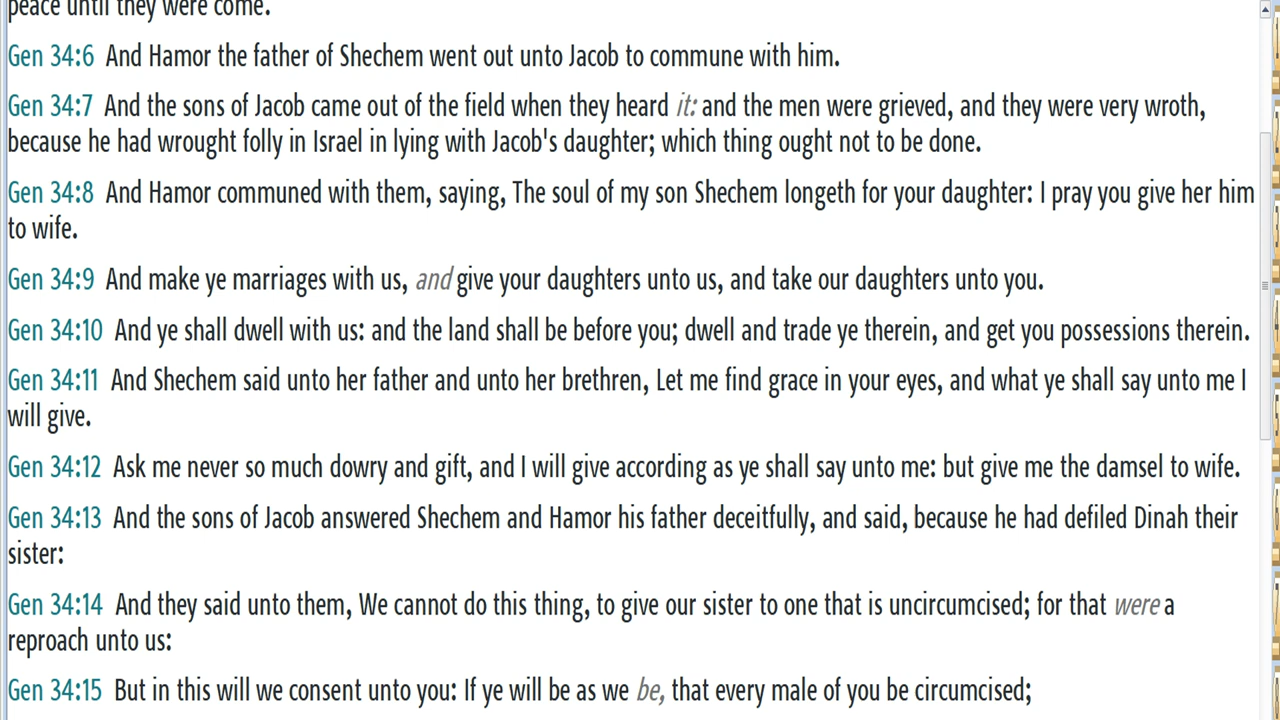 peace until they were come.
Gen 34:6 And Hamor the father of Shechem went out unto Jacob to commune with him.
Gen 34:7 And the sons of Jacob came out of the field when they heard it: and the men were grieved, and they were very wroth,
because he had wrought folly in Israel in lying with Jacob's daughter; which thing ought not to be done.
Gen 34:8 And Hamor communed with them, saying, The soul of my son Shechem longeth for your daughter: I pray you give her him
to wife.
Gen 34:9 And make ye marriages with us, and give your daughters unto us, and take our daughters unto you.
Gen 34:10 And ye shall dwell with us: and the land shall be before you; dwell and trade ye therein, and get you possessions therein.
Gen 34:11 And Shechem said unto her father and unto her brethren, Let me find grace in your eyes, and what ye shall say unto me I
will give.
Gen 34:12 Ask me never so much dowry and gift, and I will give according as ye shall say unto me: but give me the damsel to wife.
Gen 34:13 And the sons of Jacob answered Shechem and Hamor his father deceitfully, and said, because he had defiled Dinah their
sister:
Gen 34:14 And they said unto them, We cannot do this thing, to give our sister to one that is uncircumcised; for that were a
reproach unto us:
Gen 34:15 But in this will we consent unto you: If ye will be as we be, that every male of you be circumcised;